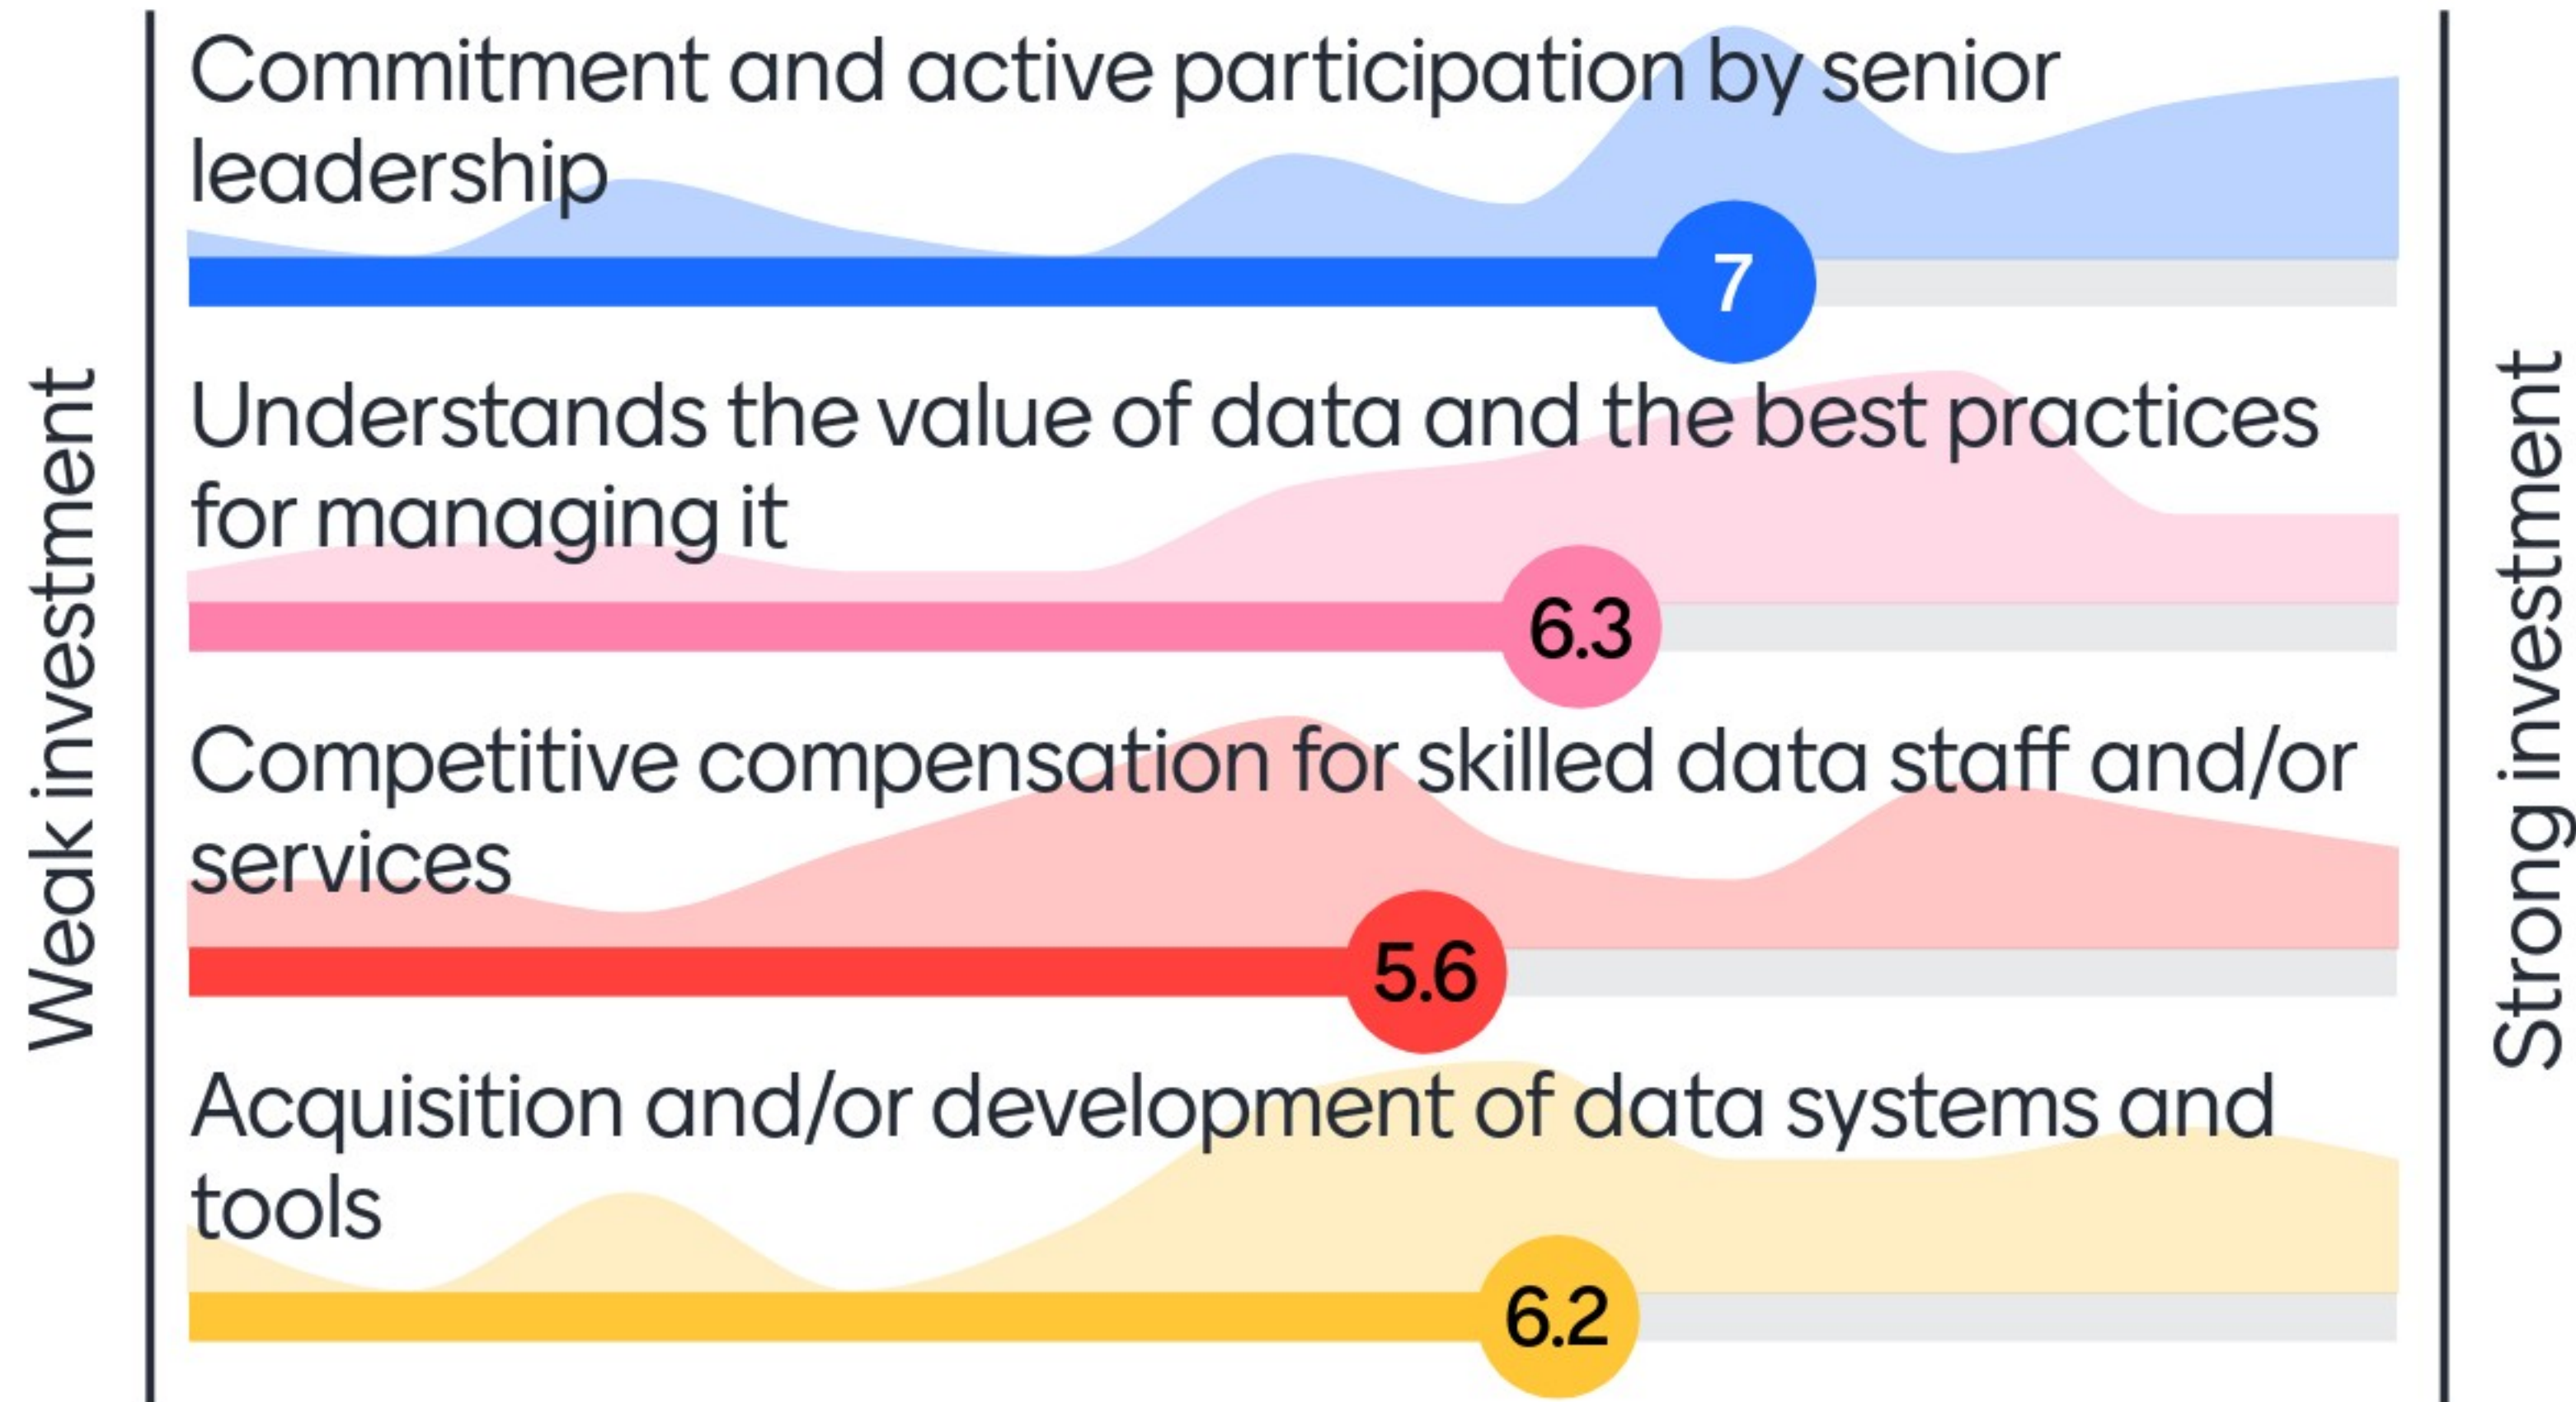 Commitment and active participation by senior
leadership
7
Understands the value of data and the best practices
for managing it
6.3
Competitive compensation for skilled data staff and/or
services
5.6
Acquisition and/or development of data systems and
tools
6.2
Weak investment
Strong investment